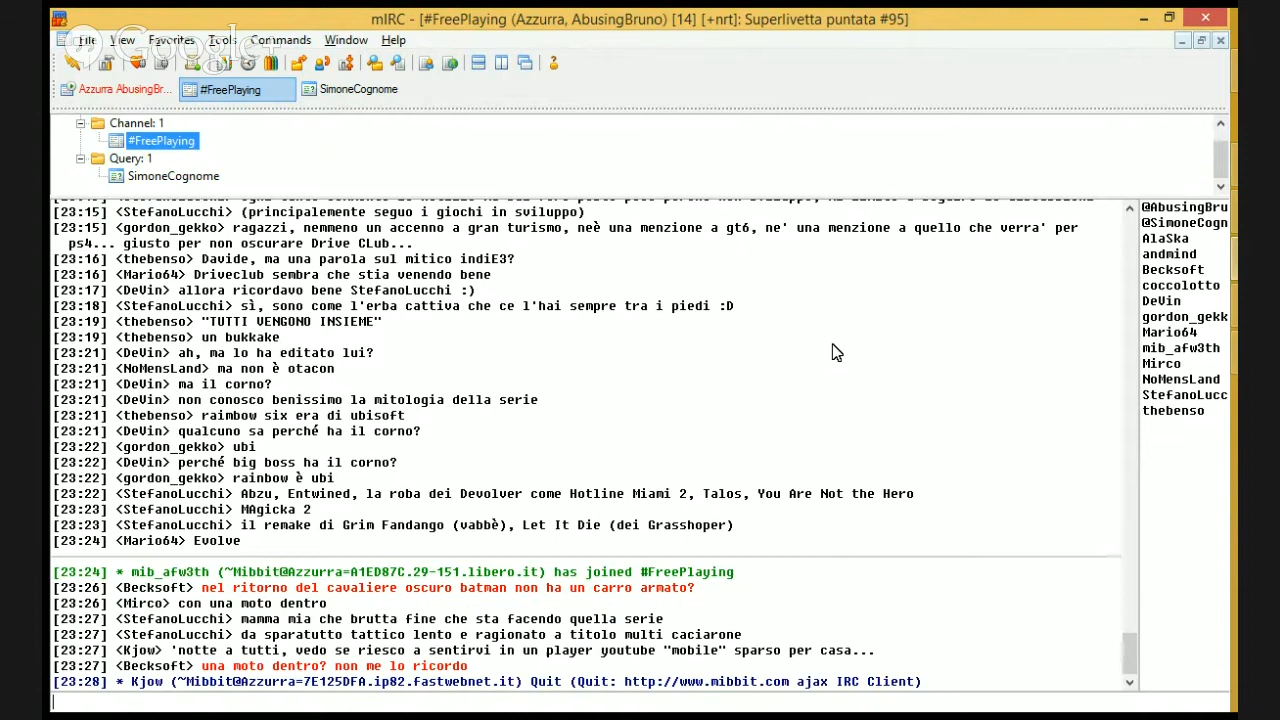 mIRC - [#FreePlaying (Azzurra, AbusingBruno) [14] [+nrt]: Superlivetta puntata #95]
File View Favorites Tools Commands Window Help
Google+
Azzurra AbusingBr... #FreePlaying SimoneCognome
Channel: 1
#FreePlaying
Query: 1
SimoneCognome
[23:15] <StefanoLucchi> (principalmente seguo i giochi in sviluppo)
[23:15] <gordon_gekko> ragazzi, nemmeno un accenno a gran turismo, neè una menzione a gt6, ne' una menzione a quello che verra' per
ps4... giusto per non oscurare Drive CLub...
[23:16] <thebenso> Davide, ma una parola sul mitico indiE3?
[23:16] <Mario64> Driveclub sembra che stia venendo bene
[23:17] <DeVin> allora ricordavo bene StefanoLucchi :)
[23:18] <StefanoLucchi> sì, sono come l'erba cattiva che ce l'hai sempre tra i piedi :D
[23:19] <thebenso> "TUTTI VENGONO INSIEME"
[23:19] <thebenso> un bukkake
[23:21] <DeVin> ah, ma lo ha editato lui?
[23:21] <NoMensLand> ma non è otacon
[23:21] <DeVin> ma il corno?
[23:21] <DeVin> non conosco benissimo la mitologia della serie
[23:21] <thebenso> raimbow six era di ubisoft
[23:21] <DeVin> qualcuno sa perché ha il corno?
[23:22] <gordon_gekko> ubi
[23:22] <DeVin> perché big boss ha il corno?
[23:22] <gordon_gekko> rainbow è ubi
[23:22] <StefanoLucchi> Abzu, Entwined, la roba dei Devolver come Hotline Miami 2, Talos, You Are Not the Hero
[23:23] <StefanoLucchi> MAgicka 2
[23:23] <StefanoLucchi> il remake di Grim Fandango (vabbè), Let It Die (dei Grasshoper)
[23:24] <Mario64> Evolve
[23:24] * mib_afw3th (~Mibbit@Azzurra=A1ED87C.29-151.libero.it) has joined #FreePlaying
[23:26] <Becksoft> nel ritorno del cavaliere oscuro batman non ha un carro armato?
[23:26] <Mirco> con una moto dentro
[23:27] <StefanoLucchi> mamma mia che brutta fine che sta facendo quella serie
[23:27] <StefanoLucchi> da sparatutto tattico lento e ragionato a titolo multi caciarone
[23:27] <Kjow> 'notte a tutti, vedo se riesco a sentirvi in un player youtube "mobile" sparso per casa...
[23:27] <Becksoft> una moto dentro? non me lo ricordo
[23:28] * Kjow (~Mibbit@Azzurra=7E125DFA.ip82.fastwebnet.it) Quit (Quit: http://www.mibbit.com ajax IRC Client)
@AbusingBru
@SimoneCogn
AlaSka
andmind
Becksoft
coccolotto
DeVin
gordon_gekk
Mario64
mib_afw3th
Mirco
NoMensLand
StefanoLucc
thebenso